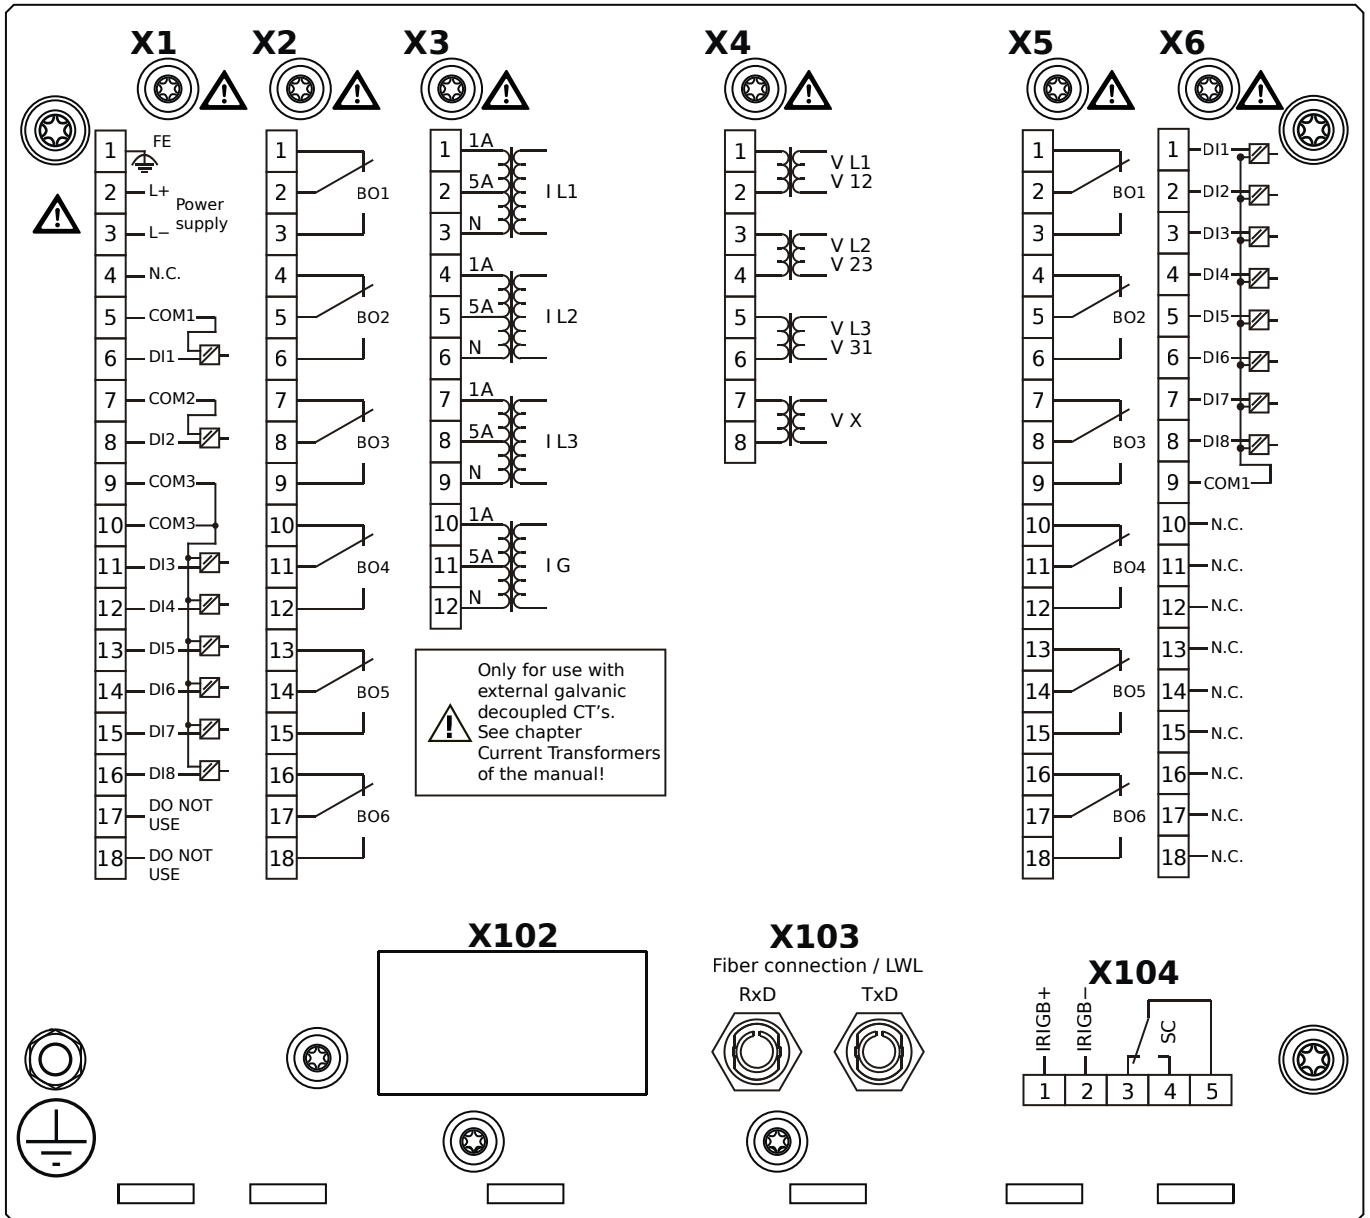 X1
X2
X3
X4
X5
X6
1 FE
2 L+
Power
supply
3 L−
4 N.C.
5 COM1
6 DI1
7 COM2
8 DI2
9 COM3
10 COM3
11 DI3
12 DI4
13 DI5
14 DI6
15 DI7
16 DI8
17 DO NOT
USE
18 DO NOT
USE
1
2 BO1
3
4
5 BO2
6
7
8 BO3
9
10
11 BO4
12
13
14 BO5
15
16
17 BO6
18
1 1A
2 5A I L1
3 N
4 1A
5 5A I L2
6 N
7 1A
8 5A I L3
9 N
10 1A
11 5A I G
12 N
Only for use with
external galvanic
decoupled CT's.
See chapter
Current Transformers
of the manual!
1 V L1
2 V 12
3 V L2
4 V 23
5 V L3
6 V 31
7 V X
8
1
2 BO1
3
4
5 BO2
6
7
8 BO3
9
10
11 BO4
12
13
14 BO5
15
16
17 BO6
18
1 DI1
2 DI2
3 DI3
4 DI4
5 DI5
6 DI6
7 DI7
8 DI8
9 COM1
10 N.C.
11 N.C.
12 N.C.
13 N.C.
14 N.C.
15 N.C.
16 N.C.
17 N.C.
18 N.C.
X102
X103
Fiber connection / LWL
RxD TxD
X104
IRIGB+
IRIGB−
SC
1 2 3 4 5